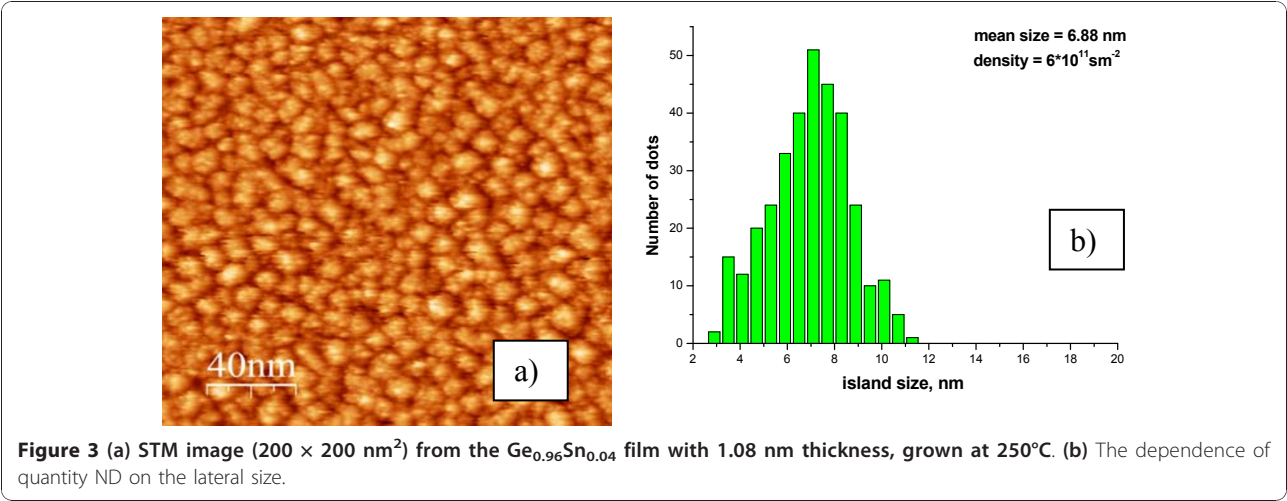 40nm
a)
mean size = 6.88 nm
density = 6*10¹¹sm⁻²
Number of dots
50
40
30
20
10
0
2 4 6 8 10 12 14 16 18 20
island size, nm
b)
Figure 3 (a) STM image (200 × 200 nm²) from the Ge₀.₉₆Sn₀.₀₄ film with 1.08 nm thickness, grown at 250°C. (b) The dependence of
quantity ND on the lateral size.